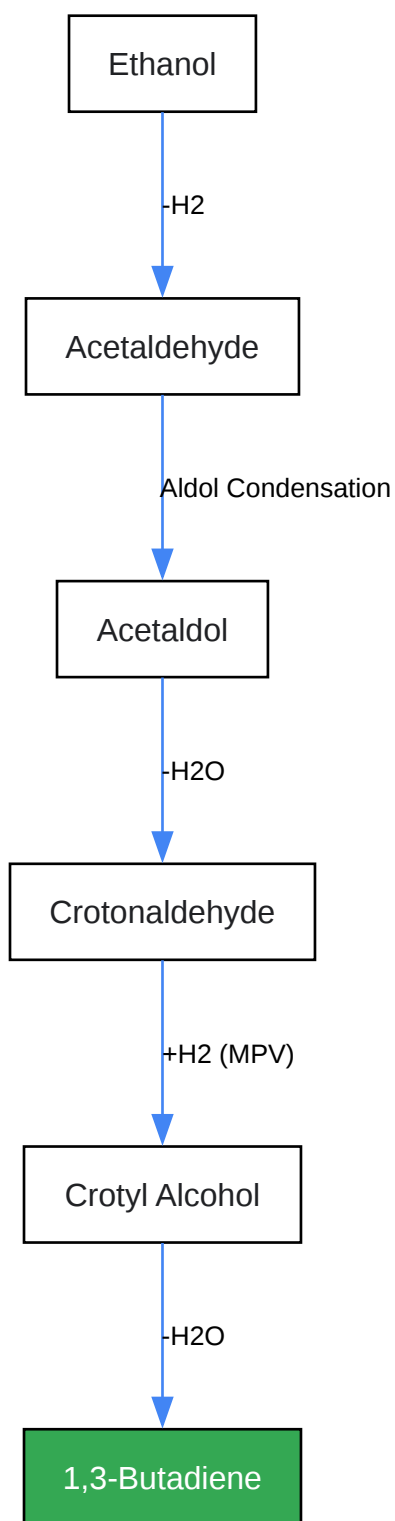 Ethanol
-H2
Acetaldehyde
Aldol Condensation
Acetaldol
-H2O
Crotonaldehyde
+H2 (MPV)
Crotyl Alcohol
-H2O
1,3-Butadiene